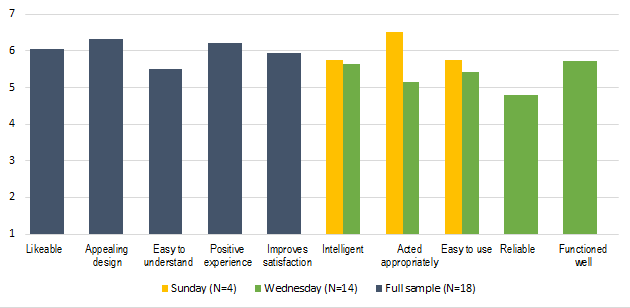 7
6
5
4
3
2
1
Likeable Appealing Easy to Positive Improves Intelligent Acted Easy to use Reliable Functioned
design understand experience satisfaction appropriately well
Sunday (N=4) Wednesday (N=14) Full sample (N=18)